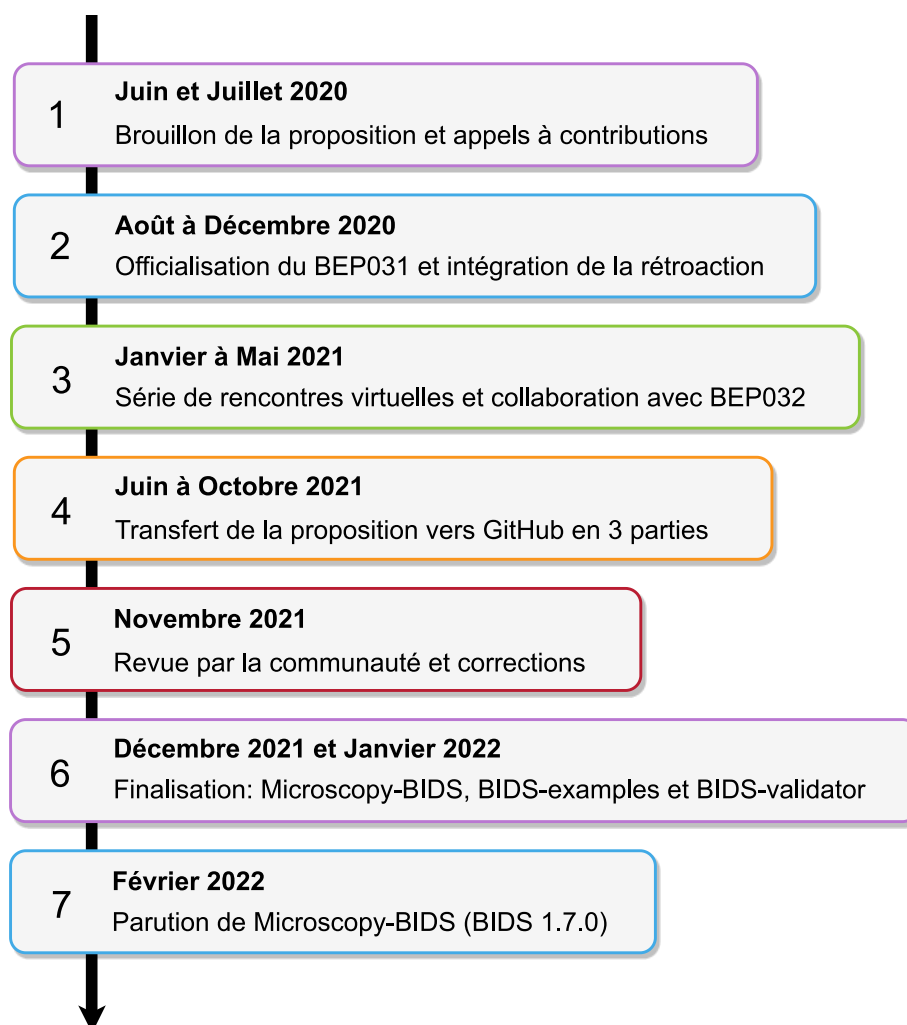 1
Juin et Juillet 2020
Brouillon de la proposition et appels à contributions
2
Août à Décembre 2020
Officialisation du BEP031 et intégration de la rétroaction
3
Janvier à Mai 2021
Série de rencontres virtuelles et collaboration avec BEP032
4
Juin à Octobre 2021
Transfert de la proposition vers GitHub en 3 parties
5
Novembre 2021
Revue par la communauté et corrections
6
Décembre 2021 et Janvier 2022
Finalisation: Microscopy-BIDS, BIDS-examples et BIDS-validator
7
Février 2022
Parution de Microscopy-BIDS (BIDS 1.7.0)